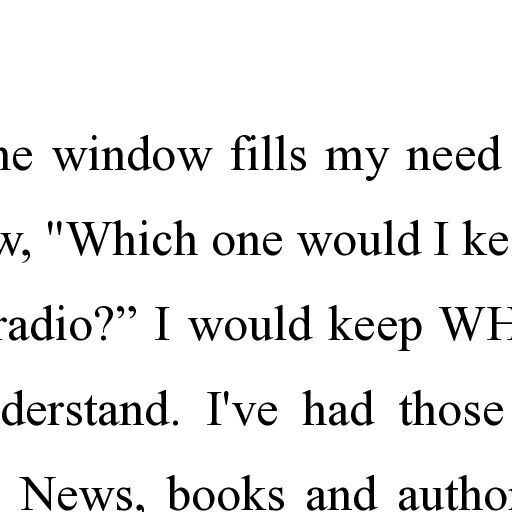 he window fills my need
w, "Which one would I ke
radio?” I would keep WH
derstand. I've had those
News, books and author